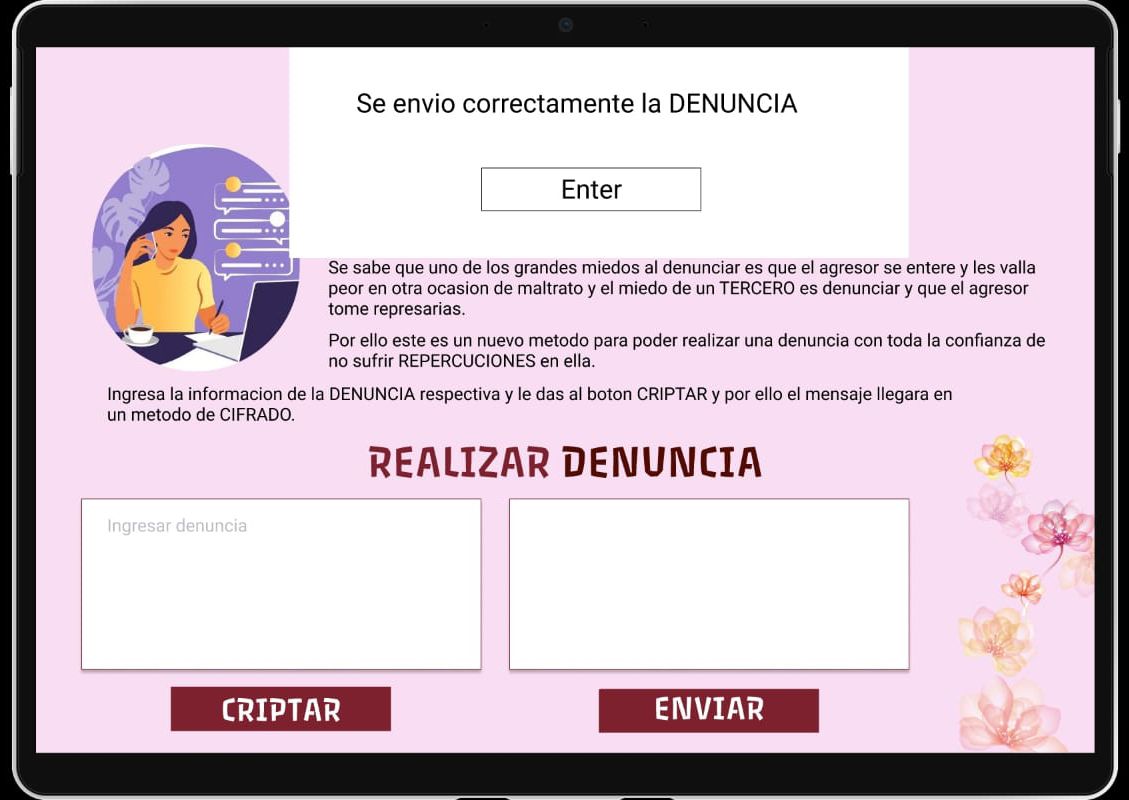 Se envio correctamente la DENUNCIA
Enter
Se sabe que uno de los grandes miedos al denunciar es que el agresor se entere y les valla
peor en otra ocasion de maltrato y el miedo de un TERCERO es denunciar y que el agresor
tome represarias.
Por ello este es un nuevo metodo para poder realizar una denuncia con toda la confianza de
no sufrir REPERCUCIONES en ella.
Ingresa la informacion de la DENUNCIA respectiva y le das al boton CRIPTAR y por ello el mensaje llegara en
un metodo de CIFRADO.
REALIZAR DENUNCIA
Ingresar denuncia
CRIPTAR
ENVIAR